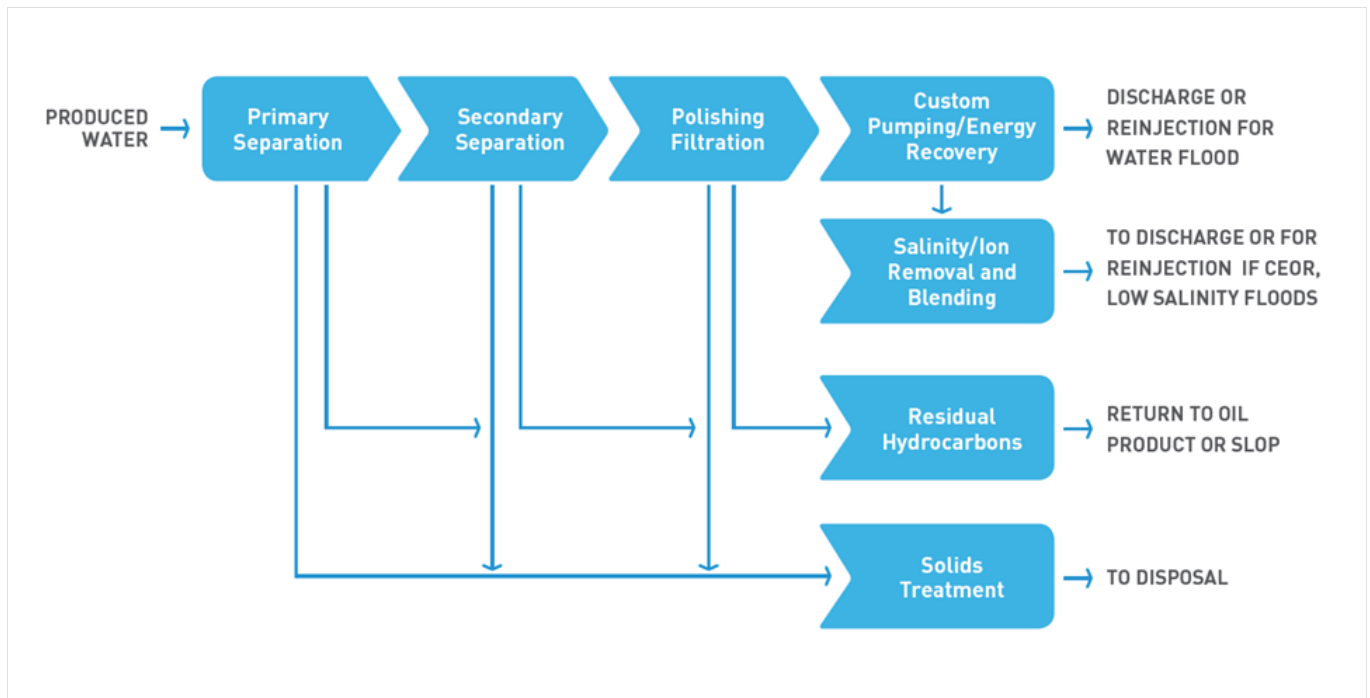 PRODUCED
WATER
Primary
Separation
Secondary
Separation
Polishing
Filtration
Custom
Pumping/Energy
Recovery
DISCHARGE OR
REINJECTION FOR
WATER FLOOD
Salinity/Ion
Removal and
Blending
TO DISCHARGE OR FOR
REINJECTION IF CEOR,
LOW SALINITY FLOODS
Residual
Hydrocarbons
RETURN TO OIL
PRODUCT OR SLOP
Solids
Treatment
TO DISPOSAL